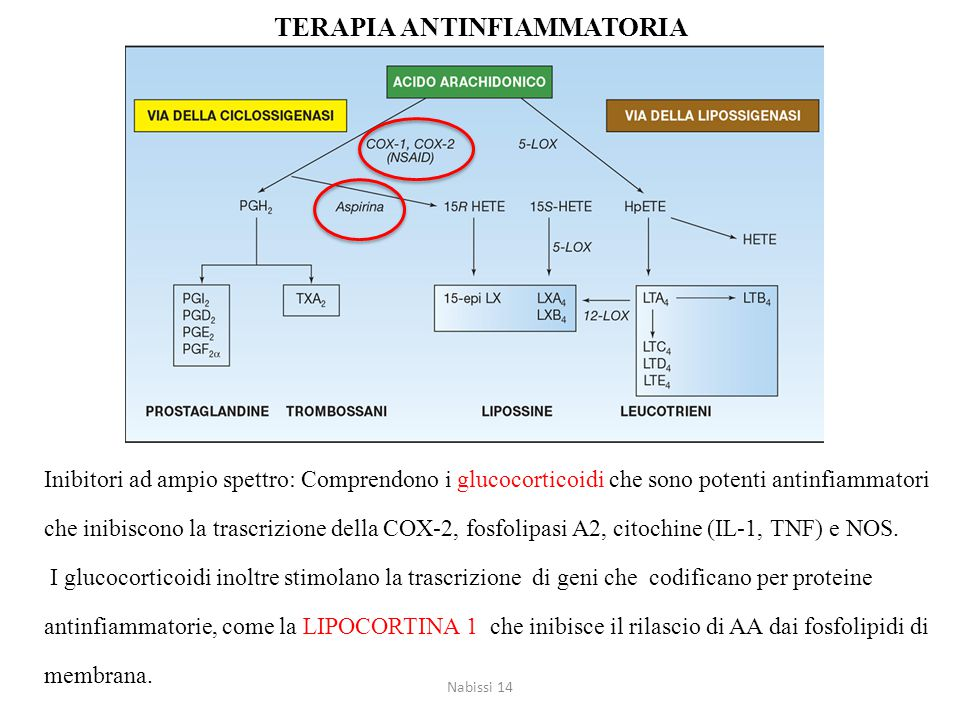 TERAPIA ANTINFIAMMATORIA
ACIDO ARACHIDONICO
VIA DELLA CICLOSSIGENASI
VIA DELLA LIPOSSIGENASI
COX-1, COX-2
(NSAID)
5-LOX
PGH2
Aspirina
15R HETE
15S-HETE
HpETE
HETE
5-LOX
PGI2
PGD2
PGE2
PGF2α
TXA2
15-epi LX
LXA4
LXB4
12-LOX
LTA4
LTB4
LTC4
LTD4
LTE4
PROSTAGLANDINE
TROMBOSSANI
LIPOSSINE
LEUCOTRIENI
Inibitori ad ampio spettro: Comprendono i glucocorticoidi che sono potenti antinfiammatori
che inibiscono la trascrizione della COX-2, fosfolipasi A2, citochine (IL-1, TNF) e NOS.
I glucocorticoidi inoltre stimolano la trascrizione di geni che codificano per proteine
antinfiammatorie, come la LIPOCORTINA 1 che inibisce il rilascio di AA dai fosfolipidi di
membrana.
Nabissi 14